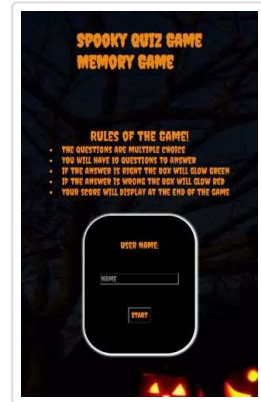 SPOOKY QUIZ GAME
MEMORY GAME
RULES OF THE GAME!
THE QUESTIONS ARE MULTIPLE CHOICE
YOU WILL HAVE 10 QUESTIONS TO ANSWER
IF THE ANSWER IS RIGHT THE BOX WILL GLOW GREEN
IF THE ANSWER IS WRONG THE BOX WILL GLOW RED
YOUR SCORE WILL DISPLAY AT THE END OF THE GAME
USER NAME:
NAME
START